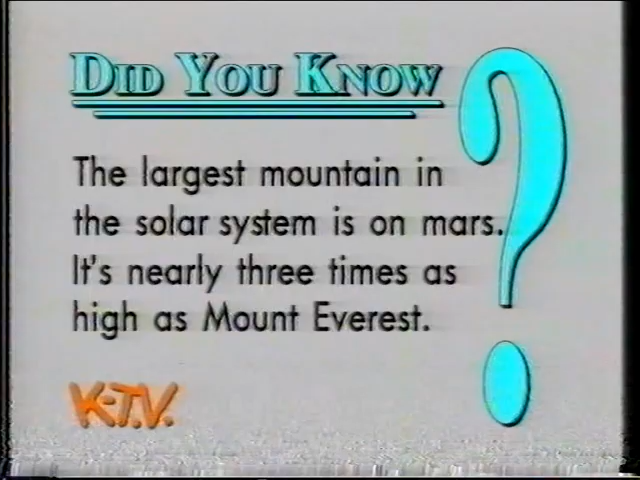 DID YOU KNOW ?
The largest mountain in
the solar system is on mars.
It's nearly three times as
high as Mount Everest.
K-T.V.